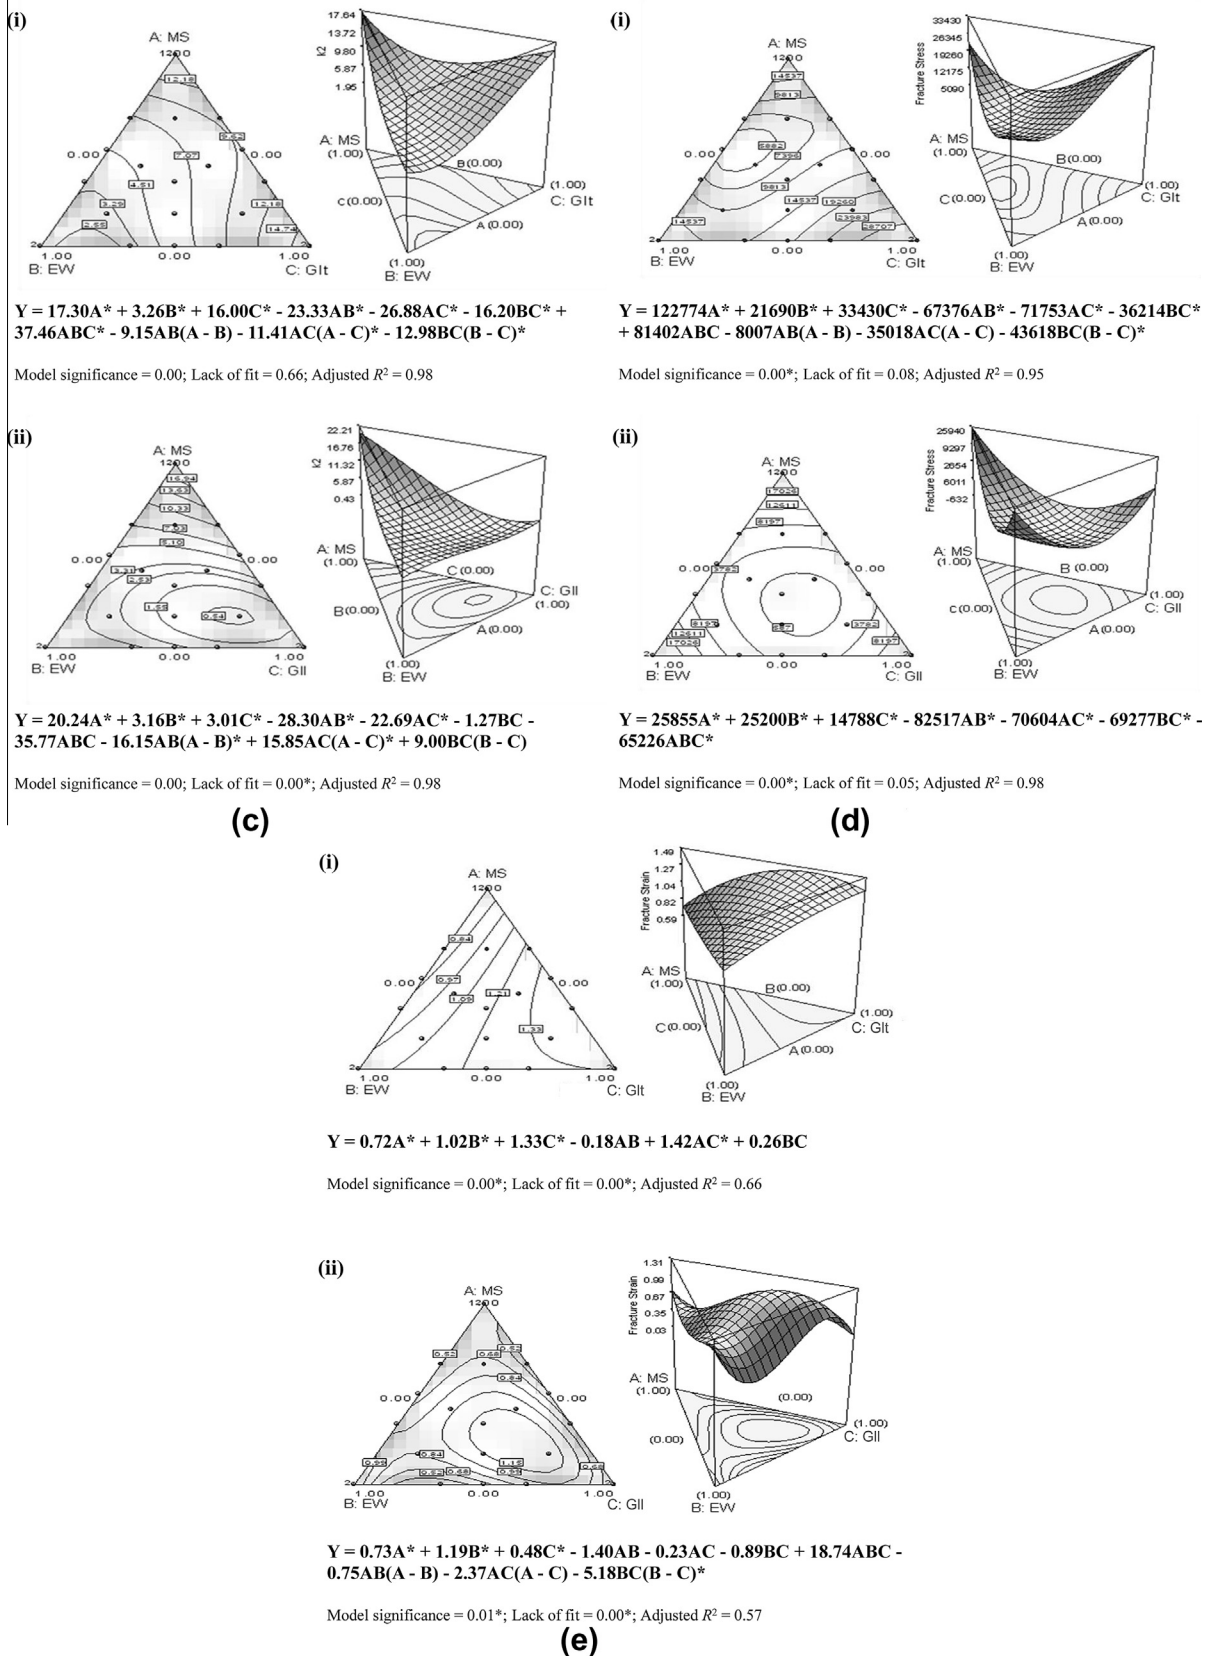 (i)
A: MS
1200
12.18
9.62
0.00
7.07
0.00
4.51
3.29
12.18
2.55
14.74
2
2
1.00
0.00
1.00
B: EW
C: Glt
17.64
13.72
9.80
5.87
1.95
k2
A: MS
(1.00)
B(0.00)
C(0.00)
(1.00)
C: Glt
A(0.00)
(1.00)
B: EW
Y = 17.30A* + 3.26B* + 16.00C* - 23.33AB* - 26.88AC* - 16.20BC* +
37.46ABC* - 9.15AB(A - B) - 11.41AC(A - C)* - 12.98BC(B - C)*
Model significance = 0.00; Lack of fit = 0.66; Adjusted R² = 0.98
(i)
A: MS
1200
14537
9813
5882
7396
0.00
0.00
9813
14537
19260
14537
23983
28707
2
2
1.00
0.00
1.00
B: EW
C: Glt
33430
26345
19260
12175
5090
Fracture Stress
A: MS
(1.00)
B(0.00)
C(0.00)
(1.00)
C: Glt
A(0.00)
(1.00)
B: EW
Y = 122774A* + 21690B* + 33430C* - 67376AB* - 71753AC* - 36214BC*
+ 81402ABC - 8007AB(A - B) - 35018AC(A - C) - 43618BC(B - C)*
Model significance = 0.00*; Lack of fit = 0.08; Adjusted R² = 0.95
(ii)
A: MS
1200
16.94
13.63
10.33
7.03
5.10
0.00
0.00
3.31
2.53
1.55
0.54
2
2
1.00
0.00
1.00
B: EW
C: Gll
22.21
16.76
11.32
5.87
0.43
k2
A: MS
(1.00)
C(0.00)
B(0.00)
C: Gll
(1.00)
A(0.00)
(1.00)
B: EW
Y = 20.24A* + 3.16B* + 3.01C* - 28.30AB* - 22.69AC* - 1.27BC -
35.77ABC - 16.15AB(A - B)* + 15.85AC(A - C)* + 9.00BC(B - C)
Model significance = 0.00; Lack of fit = 0.00*; Adjusted R² = 0.98
(c)
(ii)
A: MS
1200
17026
12611
8197
0.00
3782
0.00
8197
3782
12611
8197
17026
2
2
1.00
0.00
1.00
B: EW
C: Gll
25940
9297
2654
6011
-632
Fracture Stress
A: MS
(1.00)
B(0.00)
C(0.00)
(1.00)
C: Gll
A(0.00)
(1.00)
B: EW
Y = 25855A* + 25200B* + 14788C* - 82517AB* - 70604AC* - 69277BC* -
65226ABC*
Model significance = 0.00*; Lack of fit = 0.05; Adjusted R² = 0.98
(d)
(i)
A: MS
1200
0.84
0.97
0.00
0.00
1.09
1.21
1.33
2
2
1.00
0.00
1.00
B: EW
C: Glt
1.49
1.27
1.04
0.82
0.59
Fracture Strain
A: MS
(1.00)
B(0.00)
C(0.00)
(1.00)
C: Glt
A(0.00)
(1.00)
B: EW
Y = 0.72A* + 1.02B* + 1.33C* - 0.18AB + 1.42AC* + 0.26BC
Model significance = 0.00*; Lack of fit = 0.00*; Adjusted R² = 0.66
(ii)
A: MS
1200
0.52
0.68
0.52
0.84
0.00
0.00
0.84
0.99
1.15
0.68
0.52
0.68
0.99
2
2
1.00
0.00
1.00
B: EW
C: Gll
1.31
0.99
0.67
0.35
0.03
Fracture Strain
A: MS
(1.00)
(0.00)
(0.00)
(1.00)
C: Gll
(1.00)
B: EW
Y = 0.73A* + 1.19B* + 0.48C* - 1.40AB - 0.23AC - 0.89BC + 18.74ABC -
0.75AB(A - B) - 2.37AC(A - C) - 5.18BC(B - C)*
Model significance = 0.01*; Lack of fit = 0.00*; Adjusted R² = 0.57
(e)